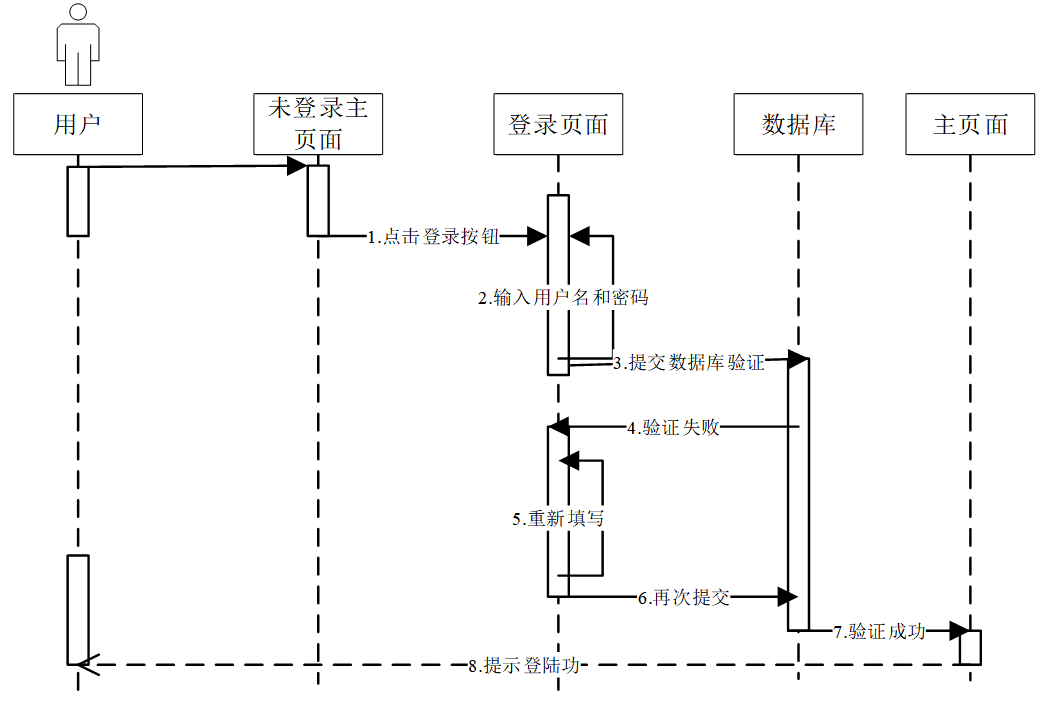 用户
未登录主
页面
登录页面
数据库
主页面
1.点击登录按钮
2.输入用户名和密码
3.提交数据库验证
4.验证失败
5.重新填写
6.再次提交
7.验证成功
8.提示登陆功